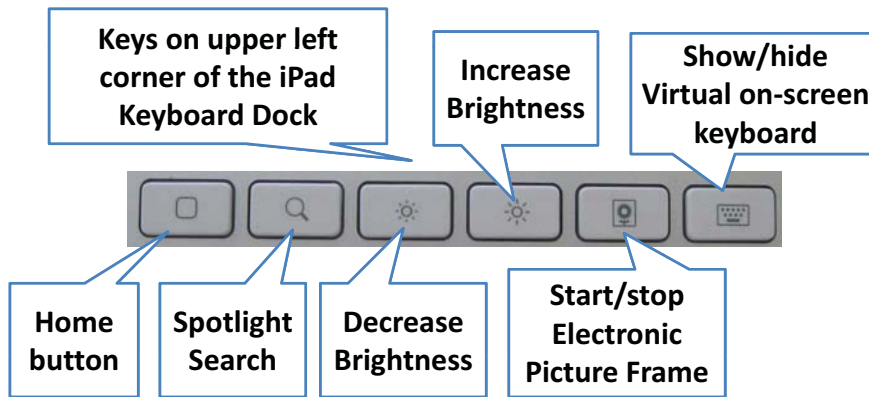 Keys on upper left
corner of the iPad
Keyboard Dock
Increase
Brightness
Show/hide
Virtual on-screen
keyboard
Home
button
Spotlight
Search
Decrease
Brightness
Start/stop
Electronic
Picture Frame